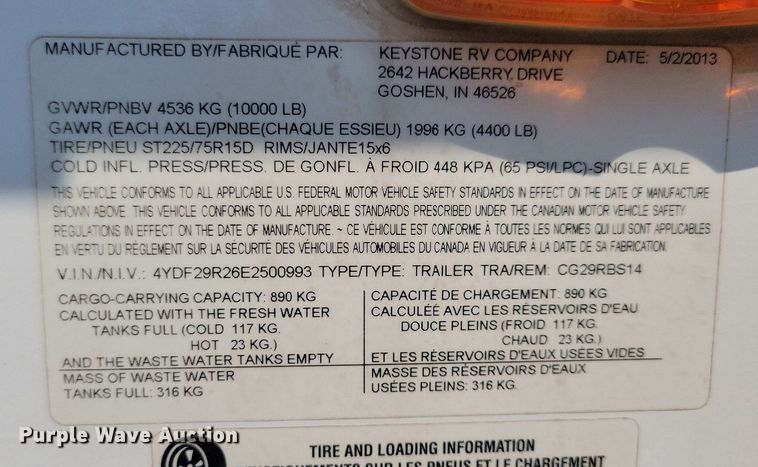 MANUFACTURED BY/FABRIQUÉ PAR: KEYSTONE RV COMPANY DATE: 5/2/2013
2642 HACKBERRY DRIVE
GOSHEN, IN 46526
GVWR/PNBV 4536 KG (10000 LB)
GAWR (EACH AXLE)/PNBE(CHAQUE ESSIEU) 1996 KG (4400 LB)
TIRE/PNEU ST225/75R15D RIMS/JANTE15x6
COLD INFL. PRESS/PRESS. DE GONFL. À FROID 448 KPA (65 PSI/LPC)-SINGLE AXLE
THIS VEHICLE CONFORMS TO ALL APPLICABLE U.S. FEDERAL MOTOR VEHICLE SAFETY STANDARDS IN EFFECT ON THE DATE OF MANUFACTURE
SHOWN ABOVE. THIS VEHICLE CONFORMS TO ALL APPLICABLE STANDARDS PRESCRIBED UNDER THE CANADIAN MOTOR VEHICLE SAFETY
REGULATIONS IN EFFECT ON THE DATE OF MANUFACTURE. ~ CE VÉHICULE EST CONFORME À TOUTES LES NORMES QUI LUI SONT APPLICABLES
EN VERTU DU RÈGLEMENT SUR LA SÉCURITÉ DES VÉHICULES AUTOMOBILES DU CANADA EN VIGUEUR À LA DATE DE SA FABRICATION.
V.I.N./N.I.V.: 4YDF29R26E2500993 TYPE/TYPE: TRAILER TRA/REM: CG29RBS14
CARGO-CARRYING CAPACITY: 890 KG
CALCULATED WITH THE FRESH WATER
TANKS FULL (COLD 117 KG.
HOT 23 KG.)
AND THE WASTE WATER TANKS EMPTY
MASS OF WASTE WATER
TANKS FULL: 316 KG
CAPACITÉ DE CHARGEMENT: 890 KG
CALCULÉE AVEC LES RÉSERVOIRS D'EAU
DOUCE PLEINS (FROID 117 KG.
CHAUD 23 KG.)
ET LES RÉSERVOIRS D'EAUX USÉES VIDES
MASSE DES RÉSERVOIRS D'EAUX
USÉES PLEINS: 316 KG.
Purple Wave Auction
TIRE AND LOADING INFORMATION
RENSEIGNEMENTS SUR LES PNEUS ET LE CHARGEMENT